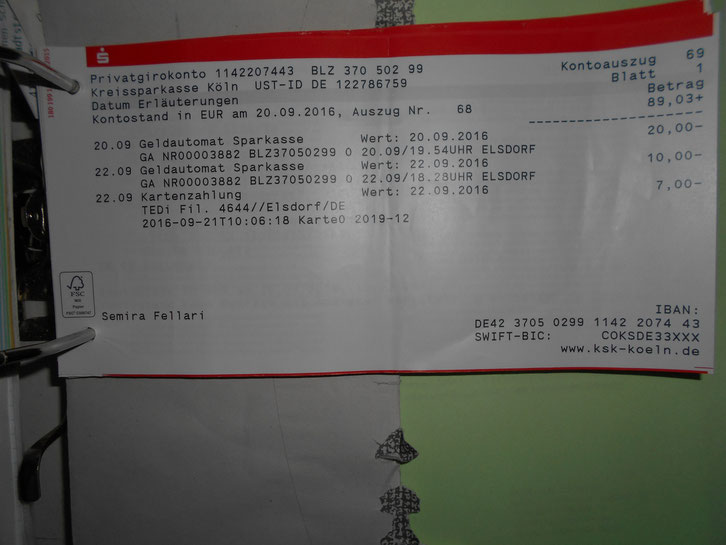 Privatgirokonto 1142207443 BLZ 370 502 99 Kontoauszug 69
Kreissparkasse Köln UST-ID DE 122786759 Blatt 1
Datum Erläuterungen Betrag
Kontostand in EUR am 20.09.2016, Auszug Nr. 68 89,03+
20.09 Geldautomat Sparkasse Wert: 20.09.2016 20,00-
GA NR00003882 BLZ37050299 0 20.09/19.54UHR ELSDORF
22.09 Geldautomat Sparkasse Wert: 22.09.2016 10,00-
GA NR00003882 BLZ37050299 0 22.09/18.28UHR ELSDORF
22.09 Kartenzahlung Wert: 22.09.2016 7,00-
TEDi Fil. 4644//Elsdorf/DE
2016-09-21T10:06:18 Karte0 2019-12
FSC
Semira Fellari
IBAN:
DE42 3705 0299 1142 2074 43
SWIFT-BIC: COKSDE33XXX
www.ksk-koeln.de